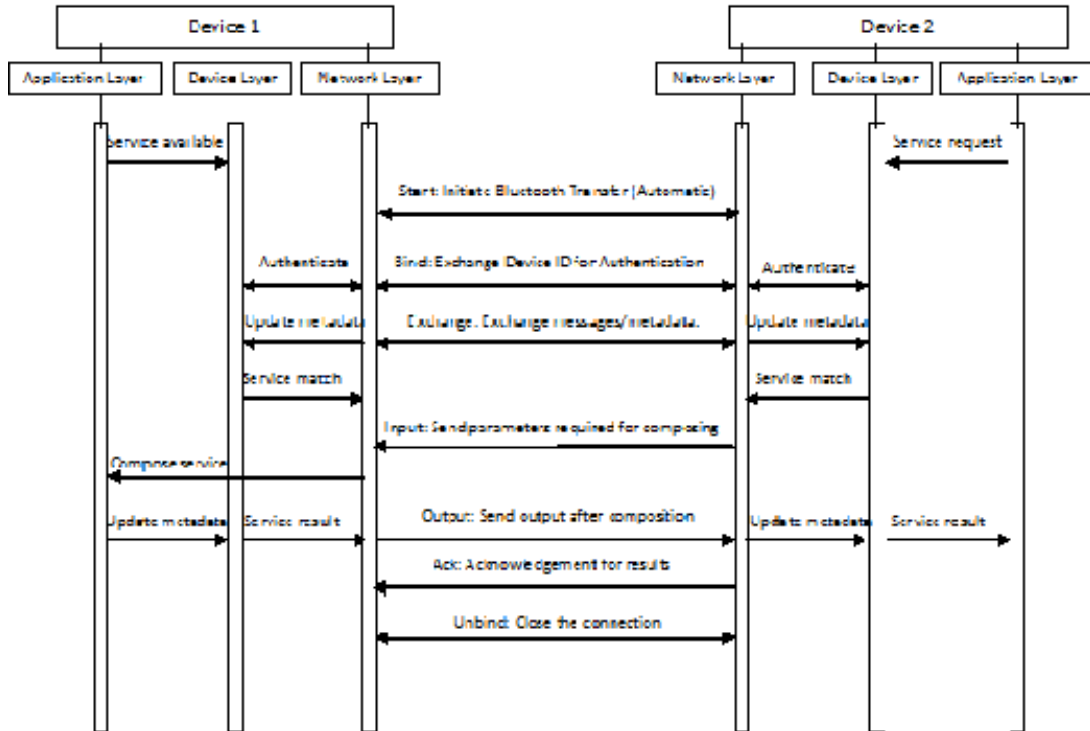 Device 1
Device 2
Application Layer
Device Layer
Network Layer
Network Layer
Device Layer
Application Layer
Service available
Service request
Start: Initiate Bluetooth Transfer (Automatic)
Authenticate
Bind: Exchange Device ID for Authentication
Authenticate
Update metadata
Exchange. Exchange messages/metadata.
Update metadata
Service match
Service match
Input: Send parameters required for composing
Compose service
Update metadata
Service result
Output: Send output after composition
Update metadata
Service result
Ack: Acknowledgement for results
Unbind: Close the connection